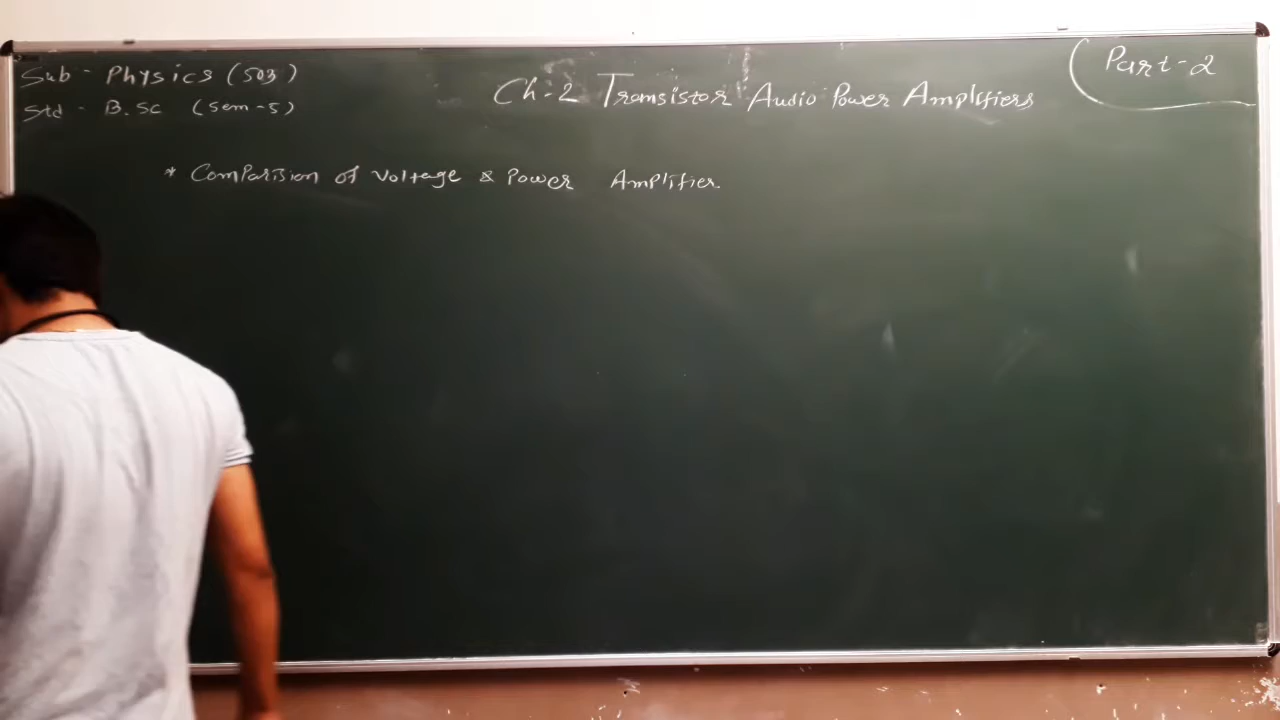 Sub - Physics (503)
Std - B.Sc (Sem-5)
Ch-2 Transistor Audio Power Amplifiers
Part-2
* Comparision of Voltage & Power Amplifier.